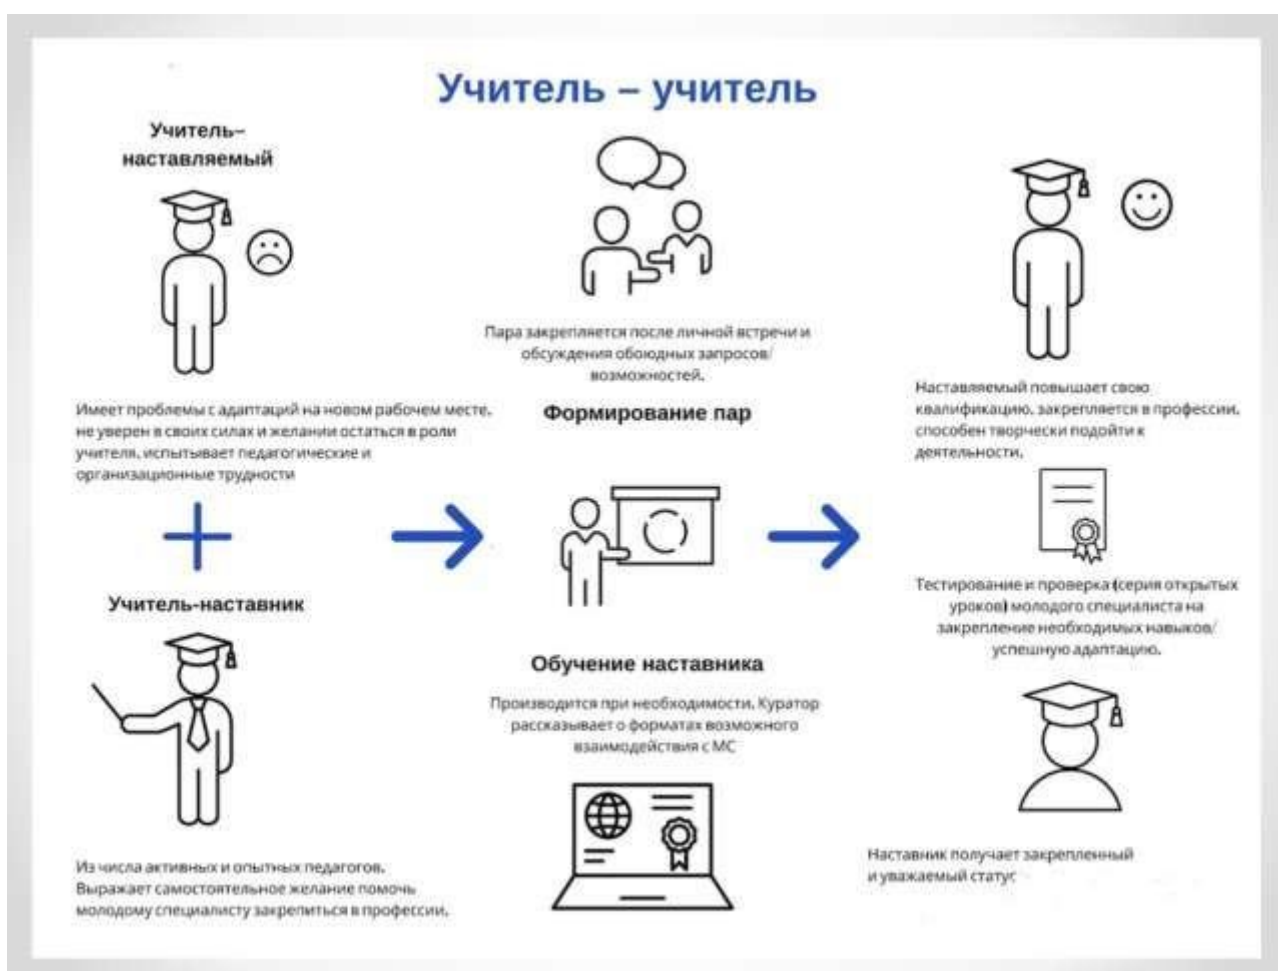 Учитель – учитель
Учитель–
наставляемый
Имеет проблемы с адаптаций на новом рабочем месте,
не уверен в своих силах и желании остаться в роли
учителя, испытывает педагогические и
организационные трудности
Учитель-наставник
Из числа активных и опытных педагогов.
Выражает самостоятельное желание помочь
молодому специалисту закрепиться в профессии.
Пара закрепляется после личной встречи и
обсуждения обоюдных запросов/
возможностей.
Формирование пар
Обучение наставника
Производится при необходимости. Куратор
рассказывает о форматах возможного
взаимодействия с МС
Наставляемый повышает свою
квалификацию, закрепляется в профессии,
способен творчески подойти к
деятельности.
Тестирование и проверка (серия открытых
уроков) молодого специалиста на
закрепление необходимых навыков/
успешную адаптацию.
Наставник получает закрепленный
и уважаемый статус